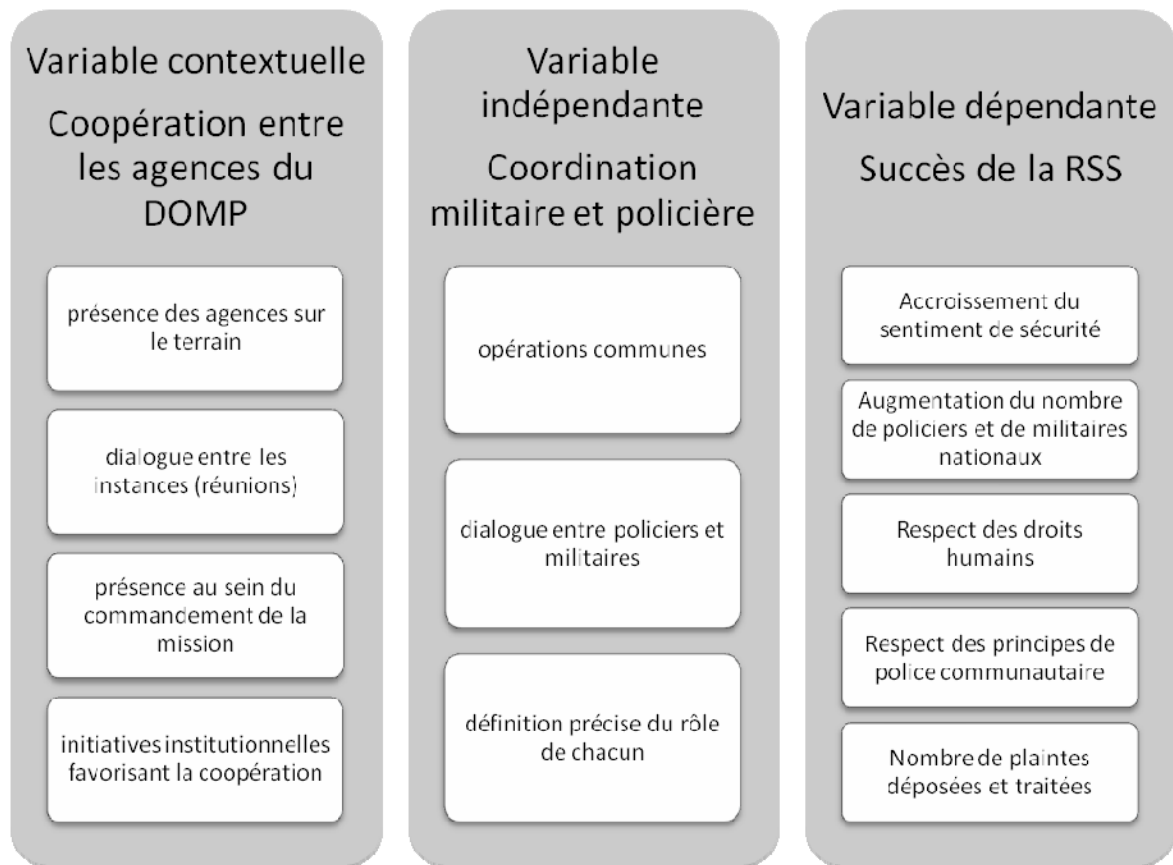 Variable contextuelle
Coopération entre
les agences du
DOMP
présence des agences sur
le terrain
dialogue entre les
instances (réunions)
présence au sein du
commandement de la
mission
initiatives institutionnelles
favorisant la coopération
Variable
indépendante
Coordination
militaire et policière
opérations communes
dialogue entre policiers et
militaires
définition précise du rôle
de chacun
Variable dépendante
Succès de la RSS
Accroissement du
sentiment de sécurité
Augmentation du nombre
de policiers et de militaires
nationaux
Respect des droits
humains
Respect des principes de
police communautaire
Nombre de plaintes
déposées et traitées